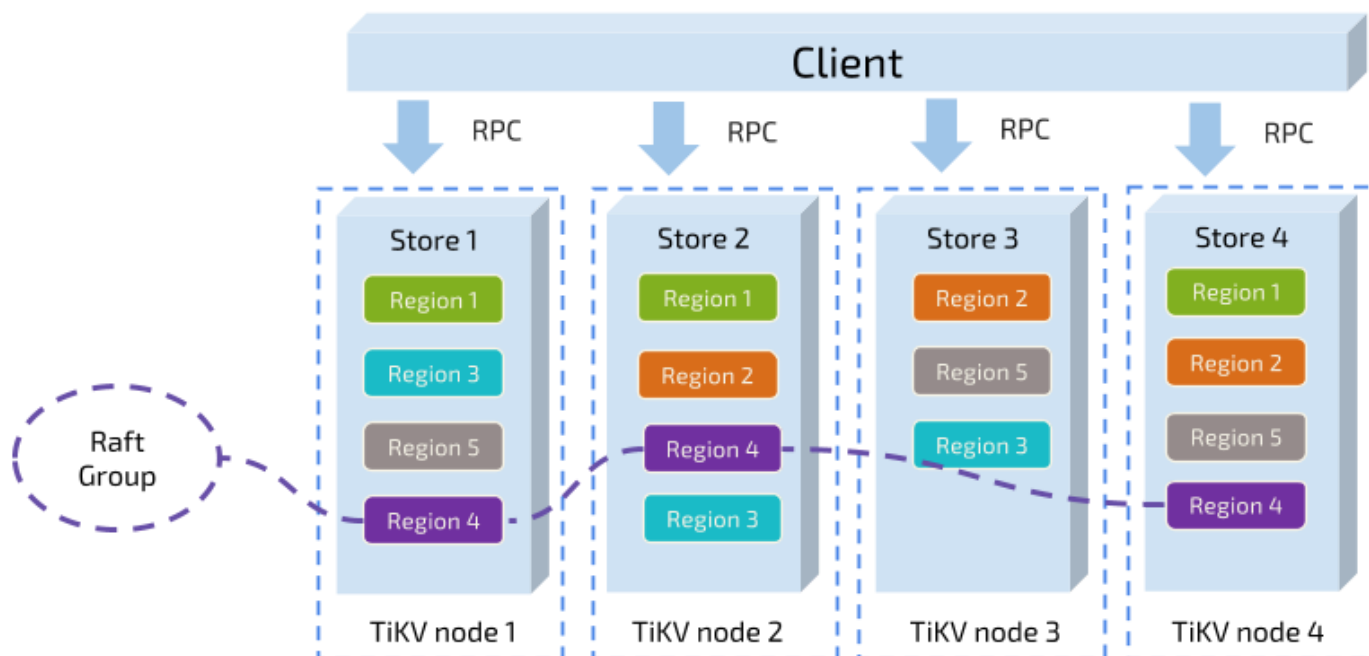 Client
RPC
RPC
RPC
RPC
Store 1
Region 1
Region 3
Region 5
Region 4
TiKV node 1
Store 2
Region 1
Region 2
Region 4
Region 3
TiKV node 2
Store 3
Region 2
Region 5
Region 3
TiKV node 3
Store 4
Region 1
Region 2
Region 5
Region 4
TiKV node 4
Raft
Group